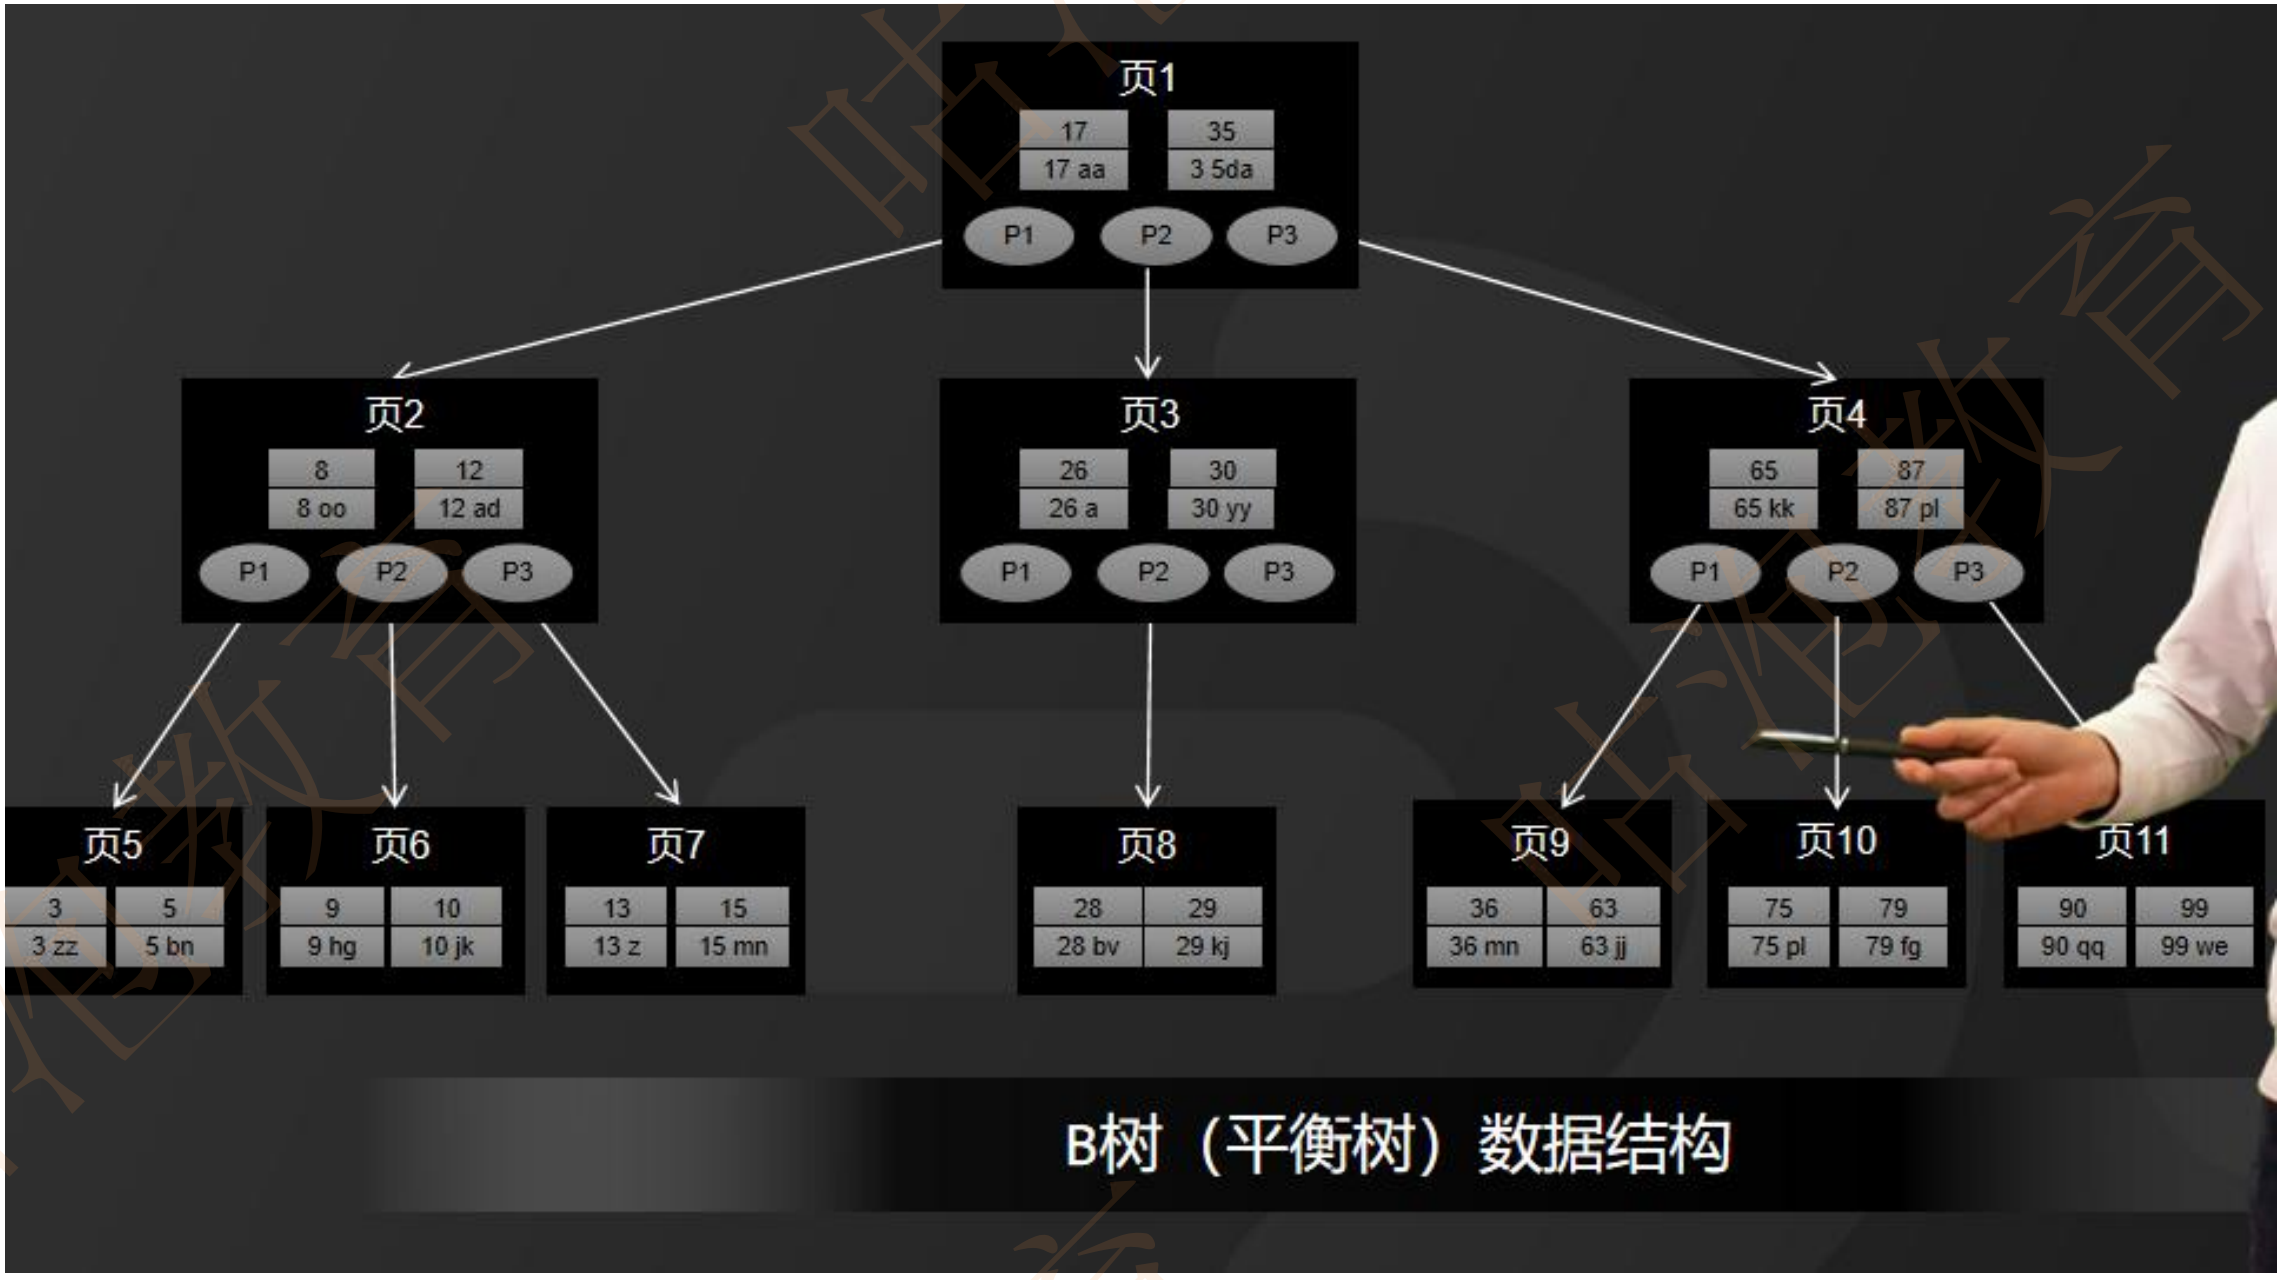 页1
17 35
17 aa 3 5da
P1 P2 P3
页2 页3 页4
8 12 26 30 65 87
8 oo 12 ad 26 a 30 yy 65 kk 87 pl
P1 P2 P3 P1 P2 P3 P1 P2 P3
页5 页6 页7 页8 页9 页10 页11
3 5 9 10 13 15 28 29 36 63 75 79 90 99
3 zz 5 bn 9 hg 10 jk 13 z 15 mn 28 bv 29 kj 36 mn 63 jj 75 pl 79 fg 90 qq 99 we
B树（平衡树）数据结构
咕泡教育